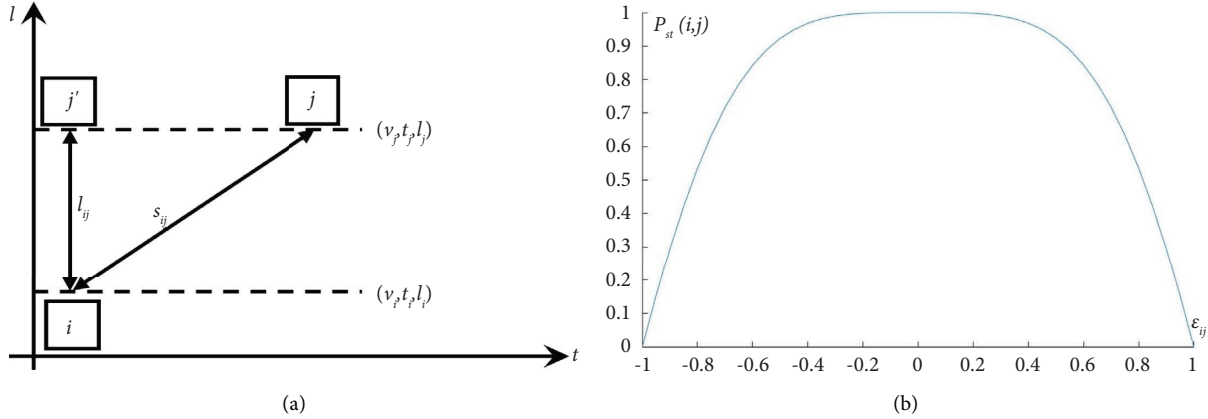 l
j′
j
(v_j, t_j, l_j)
l_ij
s_ij
(v_i, t_i, l_i)
i
t
(a)
P_st (i,j)
1
0.9
0.8
0.7
0.6
0.5
0.4
0.3
0.2
0.1
0
ε_ij
-1 -0.8 -0.6 -0.4 -0.2 0 0.2 0.4 0.6 0.8 1
(b)